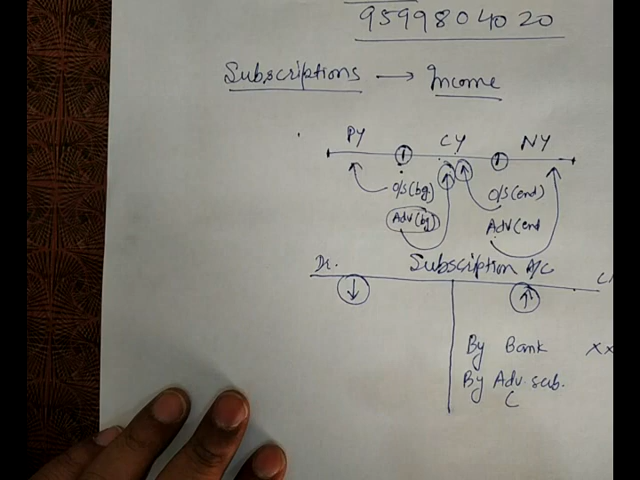 9599804020
Subscriptions → Income
PY CY NY
O/S (bg) O/S (end)
Adv (bg) Adv (end
Dr. Subscription A/C C
By Bank xx
By Adv. sub.
C